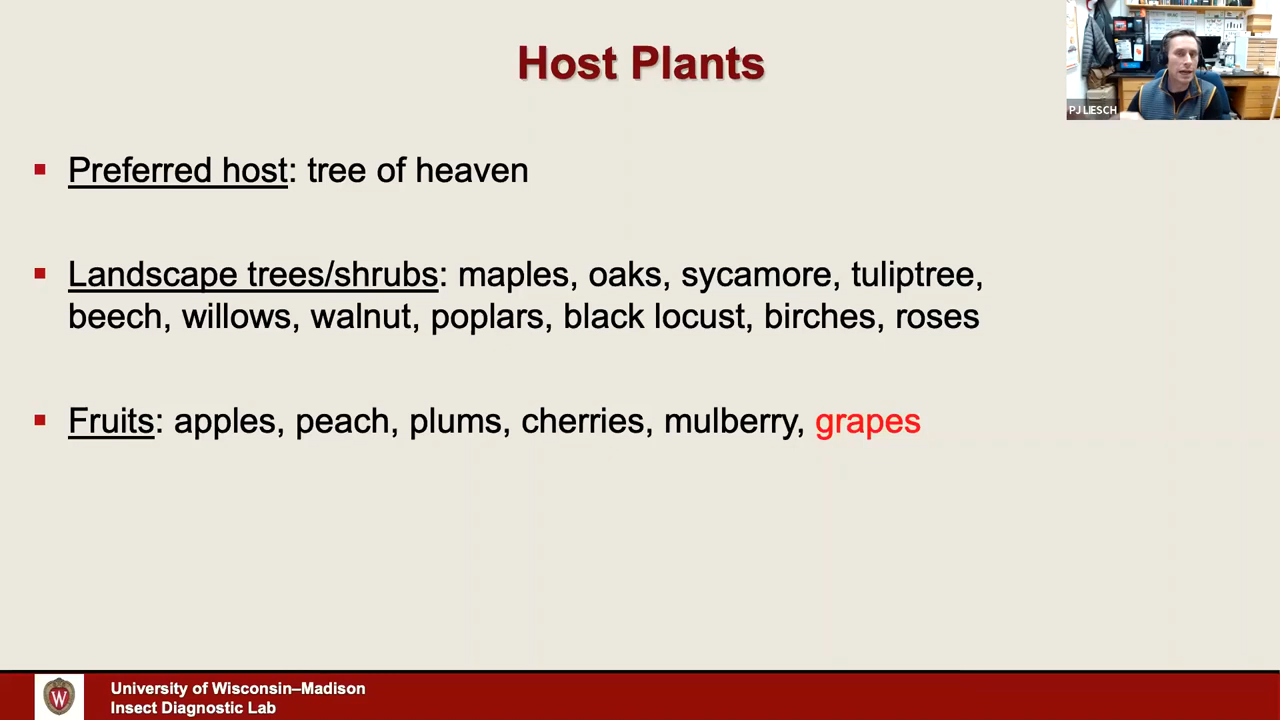 Host Plants
PJ LIESCH
Preferred host: tree of heaven
Landscape trees/shrubs: maples, oaks, sycamore, tuliptree,
beech, willows, walnut, poplars, black locust, birches, roses
Fruits: apples, peach, plums, cherries, mulberry, grapes
W
University of Wisconsin–Madison
Insect Diagnostic Lab